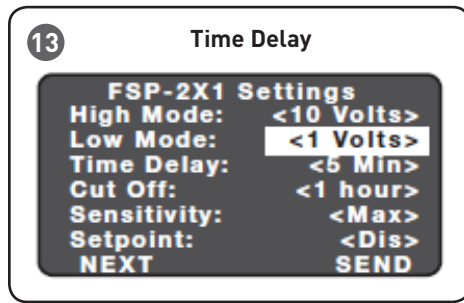 13
Time Delay
FSP-2X1 Settings
High Mode: <10 Volts>
Low Mode: <1 Volts>
Time Delay: <5 Min>
Cut Off: <1 hour>
Sensitivity: <Max>
Setpoint: <Dis>
NEXT SEND